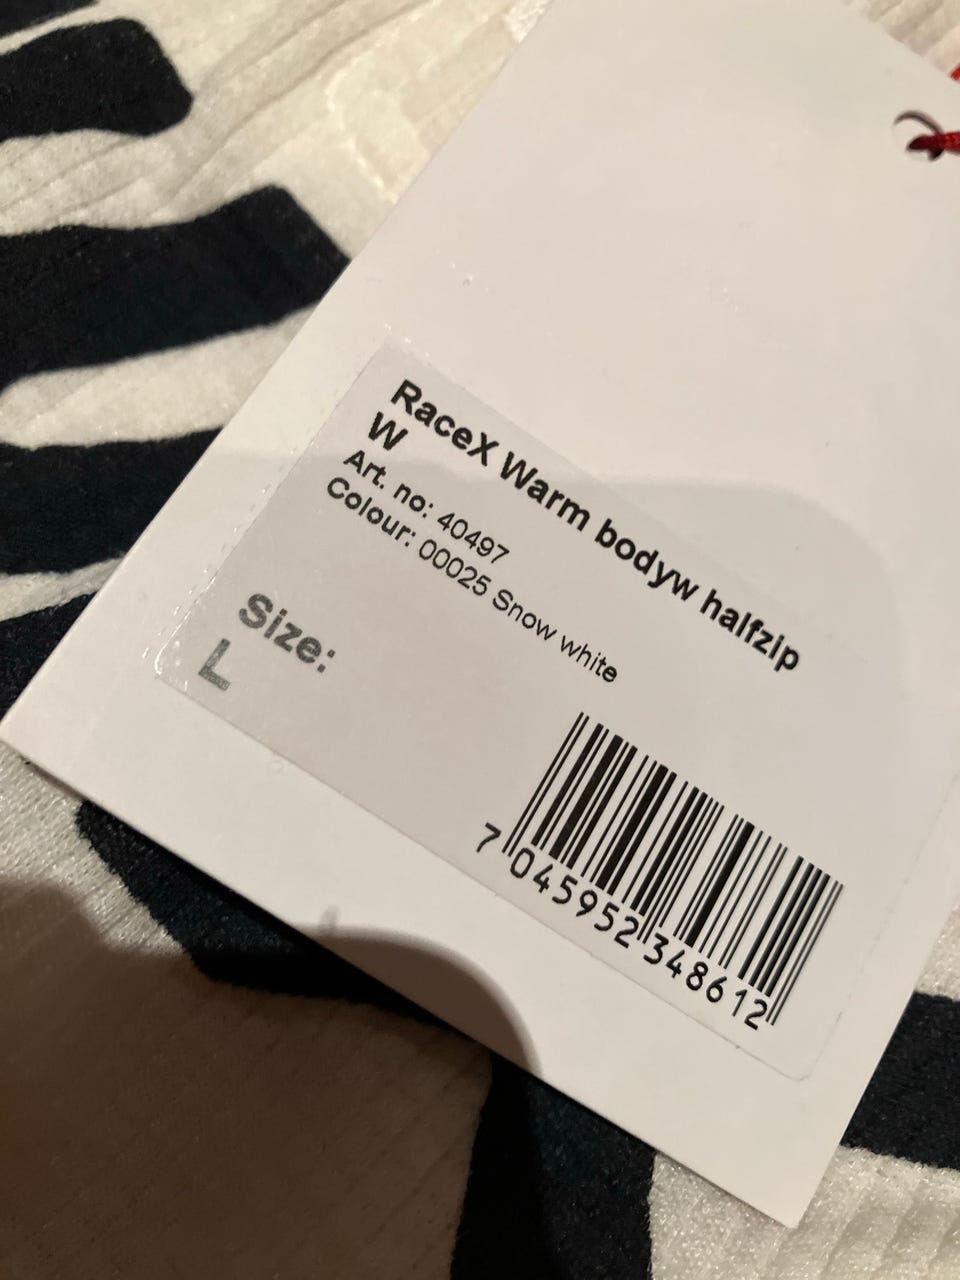 RaceX Warm bodyw halfzip
W
Art. no: 40497
Colour: 00025 Snow white
Size:
L
7 045952 348612